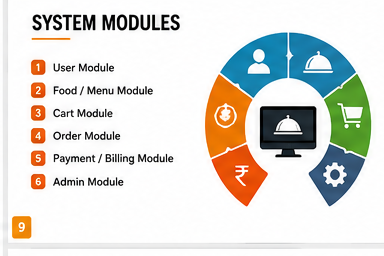 SYSTEM MODULES
1 User Module
2 Food / Menu Module
3 Cart Module
4 Order Module
5 Payment / Billing Module
6 Admin Module
₹
9